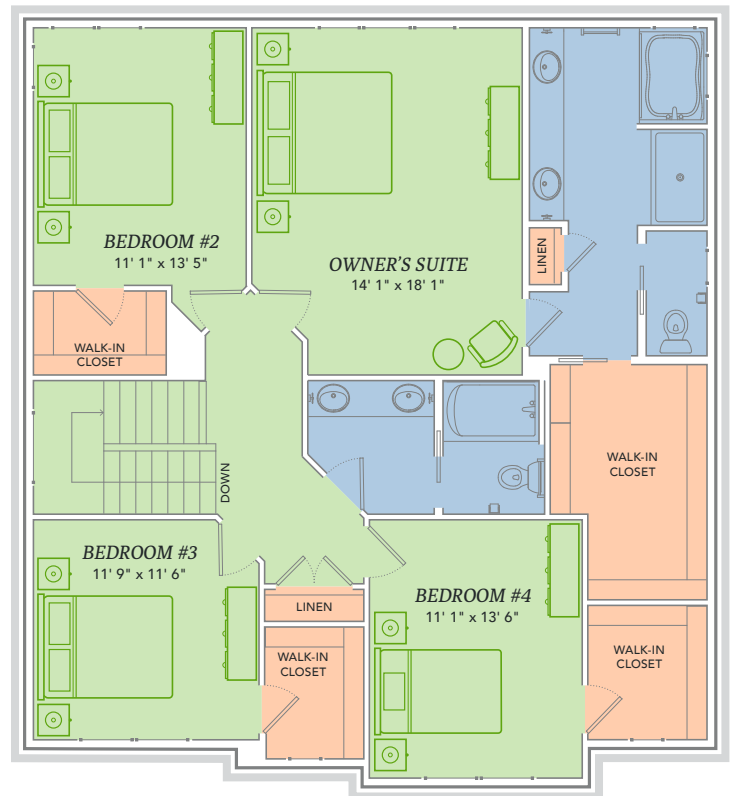 BEDROOM #2
11' 1" x 13' 5"
OWNER'S SUITE
14' 1" x 18' 1"
LINEN
WALK-IN
CLOSET
WALK-IN
CLOSET
DOWN
BEDROOM #3
11' 9" x 11' 6"
BEDROOM #4
11' 1" x 13' 6"
LINEN
WALK-IN
CLOSET
WALK-IN
CLOSET